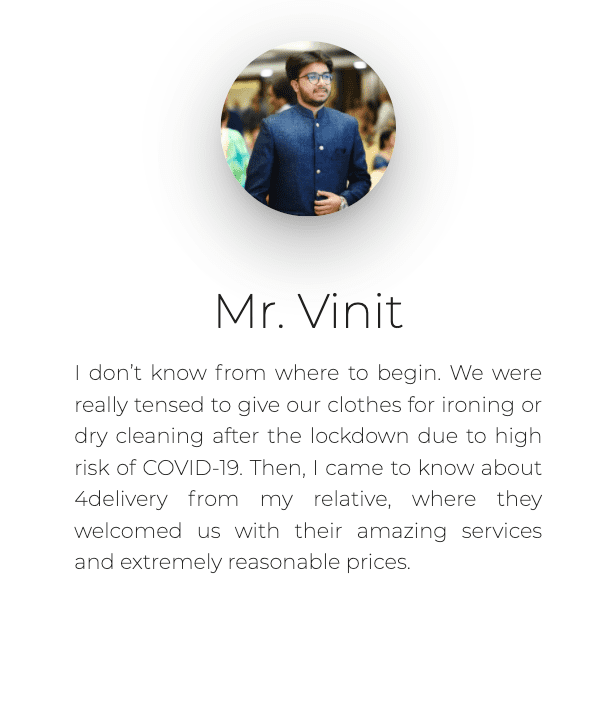 Mr. Vinit
I don’t know from where to begin. We were
really tensed to give our clothes for ironing or
dry cleaning after the lockdown due to high
risk of COVID-19. Then, I came to know about
4delivery from my relative, where they
welcomed us with their amazing services
and extremely reasonable prices.